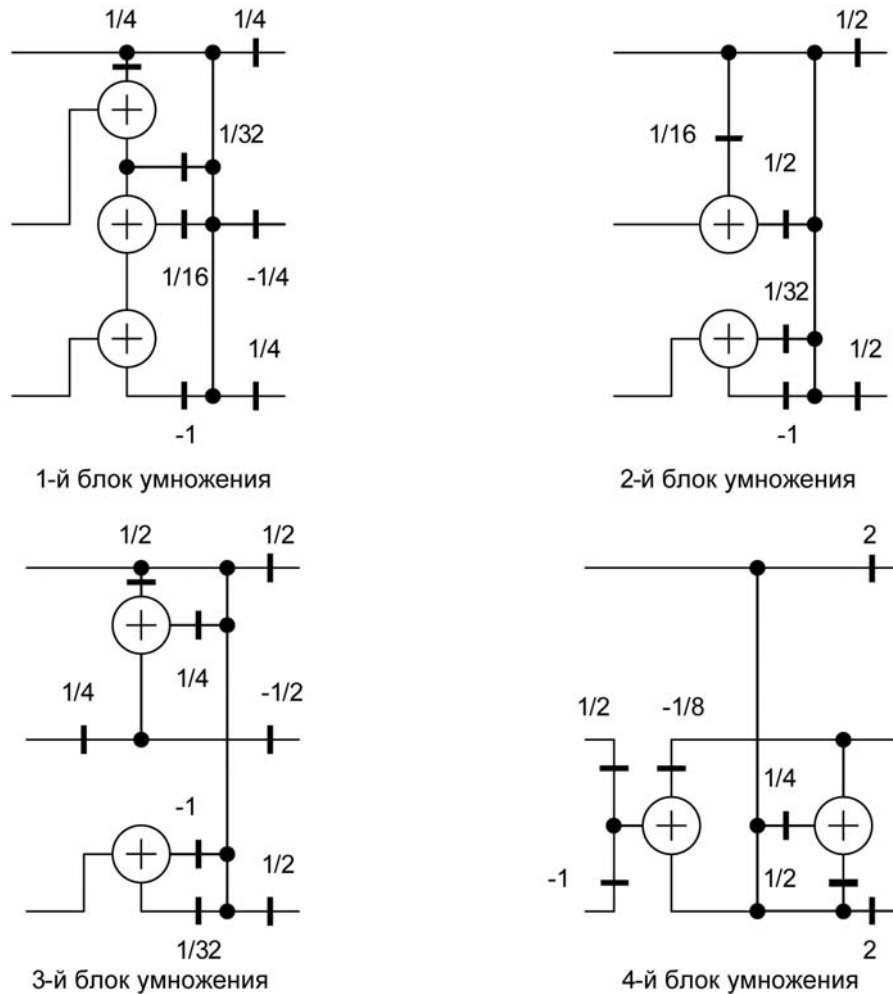 1/4 1/4 1/2
1/32
1/16 1/2
1/16 -1/4
1/32
1/4 1/2
-1 -1
1-й блок умножения 2-й блок умножения
1/2 1/2 2
1/4 1/4 -1/2 1/2 -1/8
1/4
-1
1/2 -1 1/2
1/32 2
3-й блок умножения 4-й блок умножения